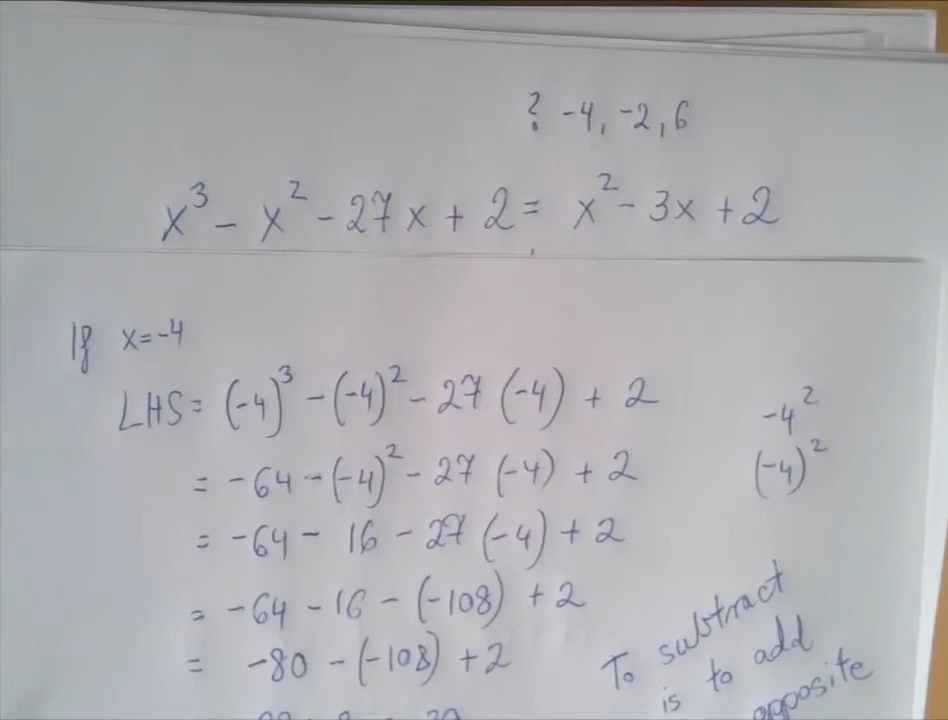 ? -4, -2, 6
x³ - x² - 27x + 2 = x² - 3x + 2
If x=-4
LHS = (-4)³ - (-4)² - 27 (-4) + 2
= -64 - (-4)² - 27 (-4) + 2
= -64 - 16 - 27 (-4) + 2
= -64 - 16 - (-108) + 2
= -80 - (-108) + 2
-4²
(-4)²
To subtract
is to add
opposite